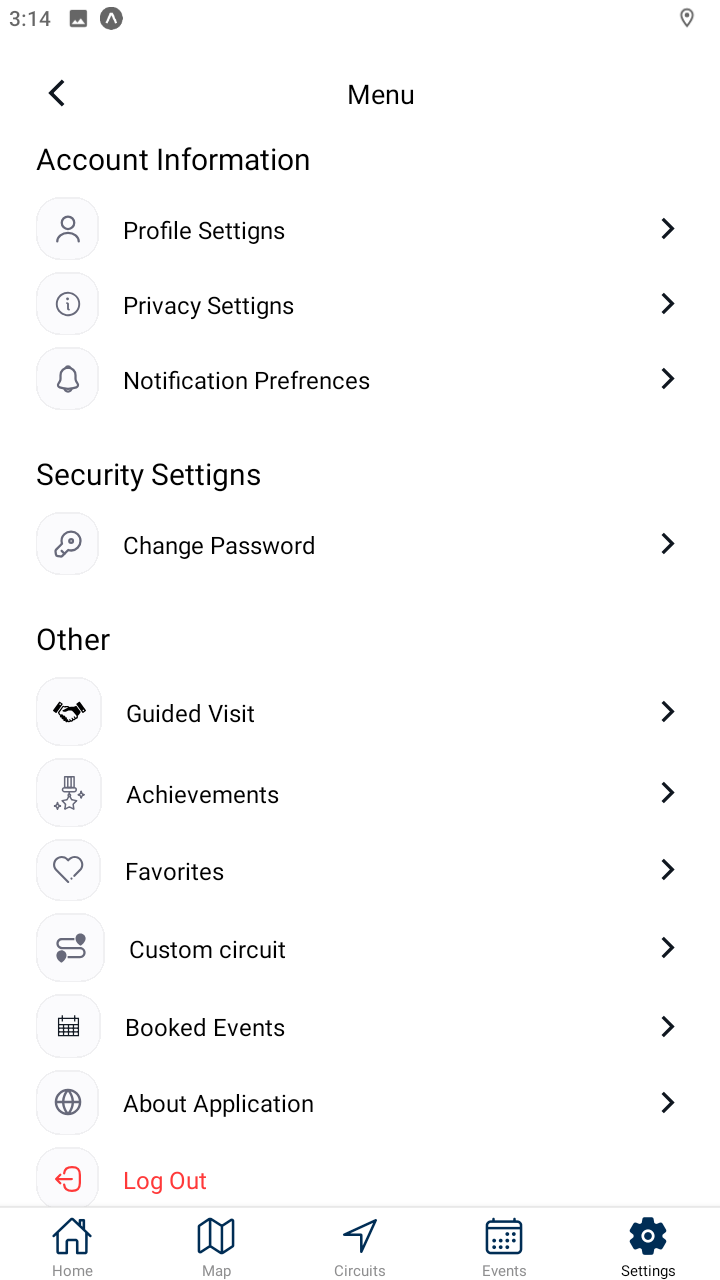 3:14
Menu
Account Information
Profile Settigns
Privacy Settigns
Notification Prefrences
Security Settigns
Change Password
Other
Guided Visit
Achievements
Favorites
Custom circuit
Booked Events
About Application
Log Out
Home Map Circuits Events Settings